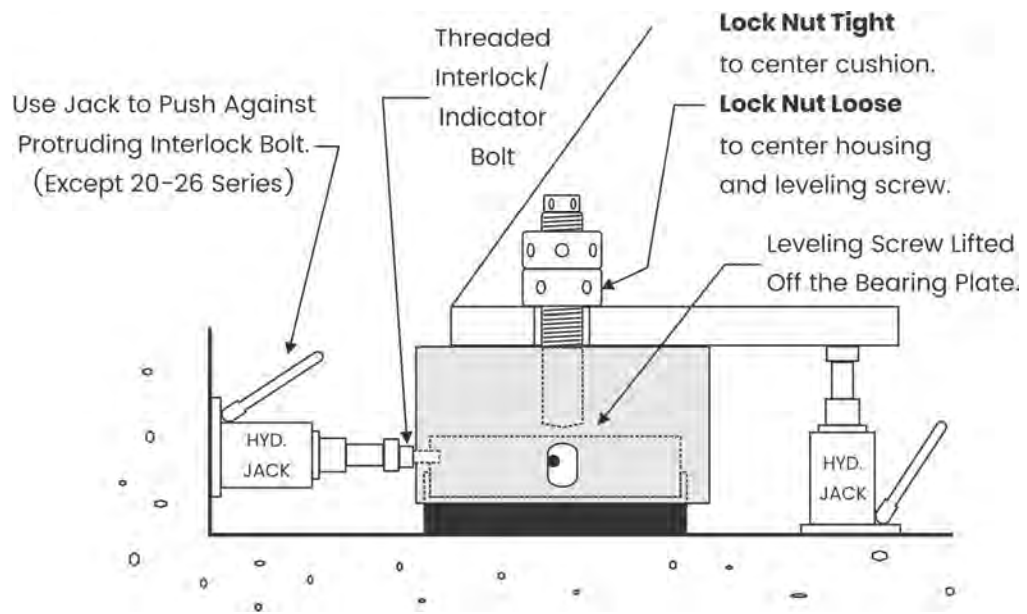 Use Jack to Push Against
Protruding Interlock Bolt.
(Except 20-26 Series)
Threaded
Interlock/
Indicator
Bolt
Lock Nut Tight
to center cushion.
Lock Nut Loose
to center housing
and leveling screw.
Leveling Screw Lifted
Off the Bearing Plate.
HYD.
JACK
HYD.
JACK